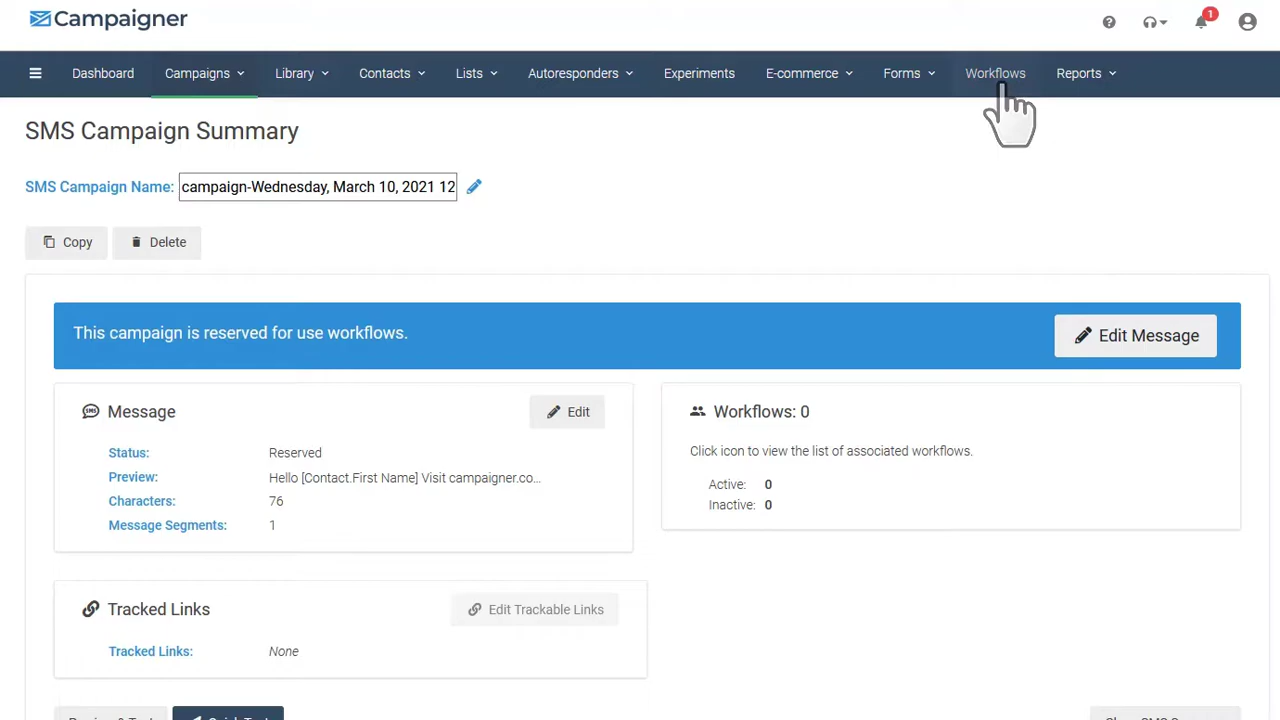 Campaigner
1
Dashboard Campaigns Library Contacts Lists Autoresponders Experiments E-commerce Forms Workflows Reports
SMS Campaign Summary
SMS Campaign Name: campaign-Wednesday, March 10, 2021 12
Copy Delete
This campaign is reserved for use workflows.
Edit Message
Message
Edit
Status: Reserved
Preview: Hello [Contact.First Name] Visit campaigner.co...
Characters: 76
Message Segments: 1
Workflows: 0
Click icon to view the list of associated workflows.
Active: 0
Inactive: 0
Tracked Links
Edit Trackable Links
Tracked Links: None